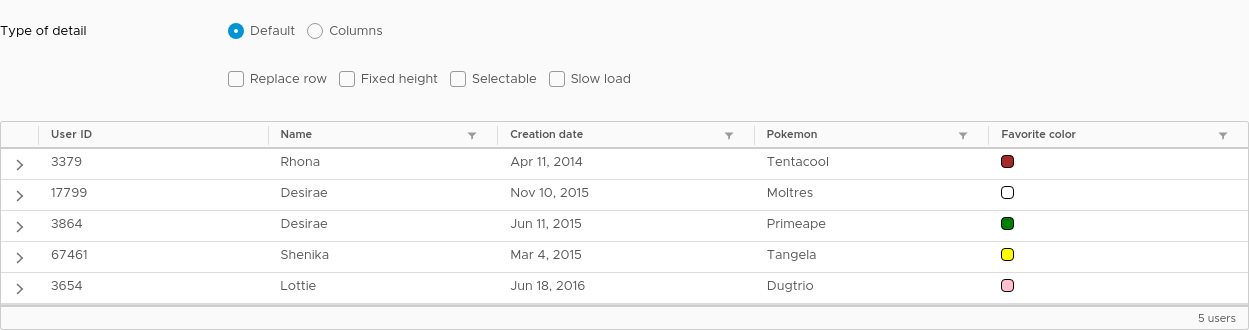 Type of detail Default Columns
Replace row Fixed height Selectable Slow load
User ID Name Creation date Pokemon Favorite color
3379 Rhona Apr 11, 2014 Tentacool
17799 Desirae Nov 10, 2015 Moltres
3864 Desirae Jun 11, 2015 Primeape
67461 Shenika Mar 4, 2015 Tangela
3654 Lottie Jun 18, 2016 Dugtrio
5 users